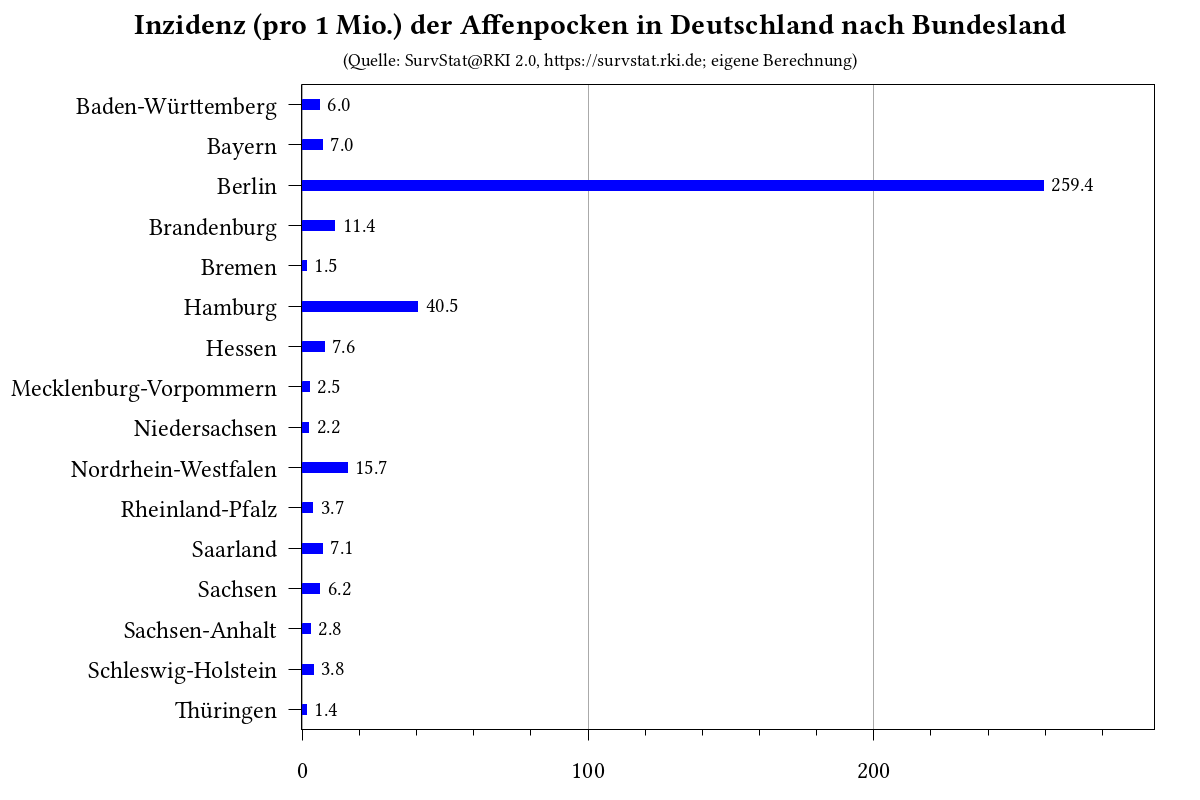 Inzidenz (pro 1 Mio.) der Affenpocken in Deutschland nach Bundesland
(Quelle: SurvStat@RKI 2.0, https://survstat.rki.de; eigene Berechnung)
Baden-Württemberg 6.0
Bayern 7.0
Berlin 259.4
Brandenburg 11.4
Bremen 1.5
Hamburg 40.5
Hessen 7.6
Mecklenburg-Vorpommern 2.5
Niedersachsen 2.2
Nordrhein-Westfalen 15.7
Rheinland-Pfalz 3.7
Saarland 7.1
Sachsen 6.2
Sachsen-Anhalt 2.8
Schleswig-Holstein 3.8
Thüringen 1.4
0 100 200